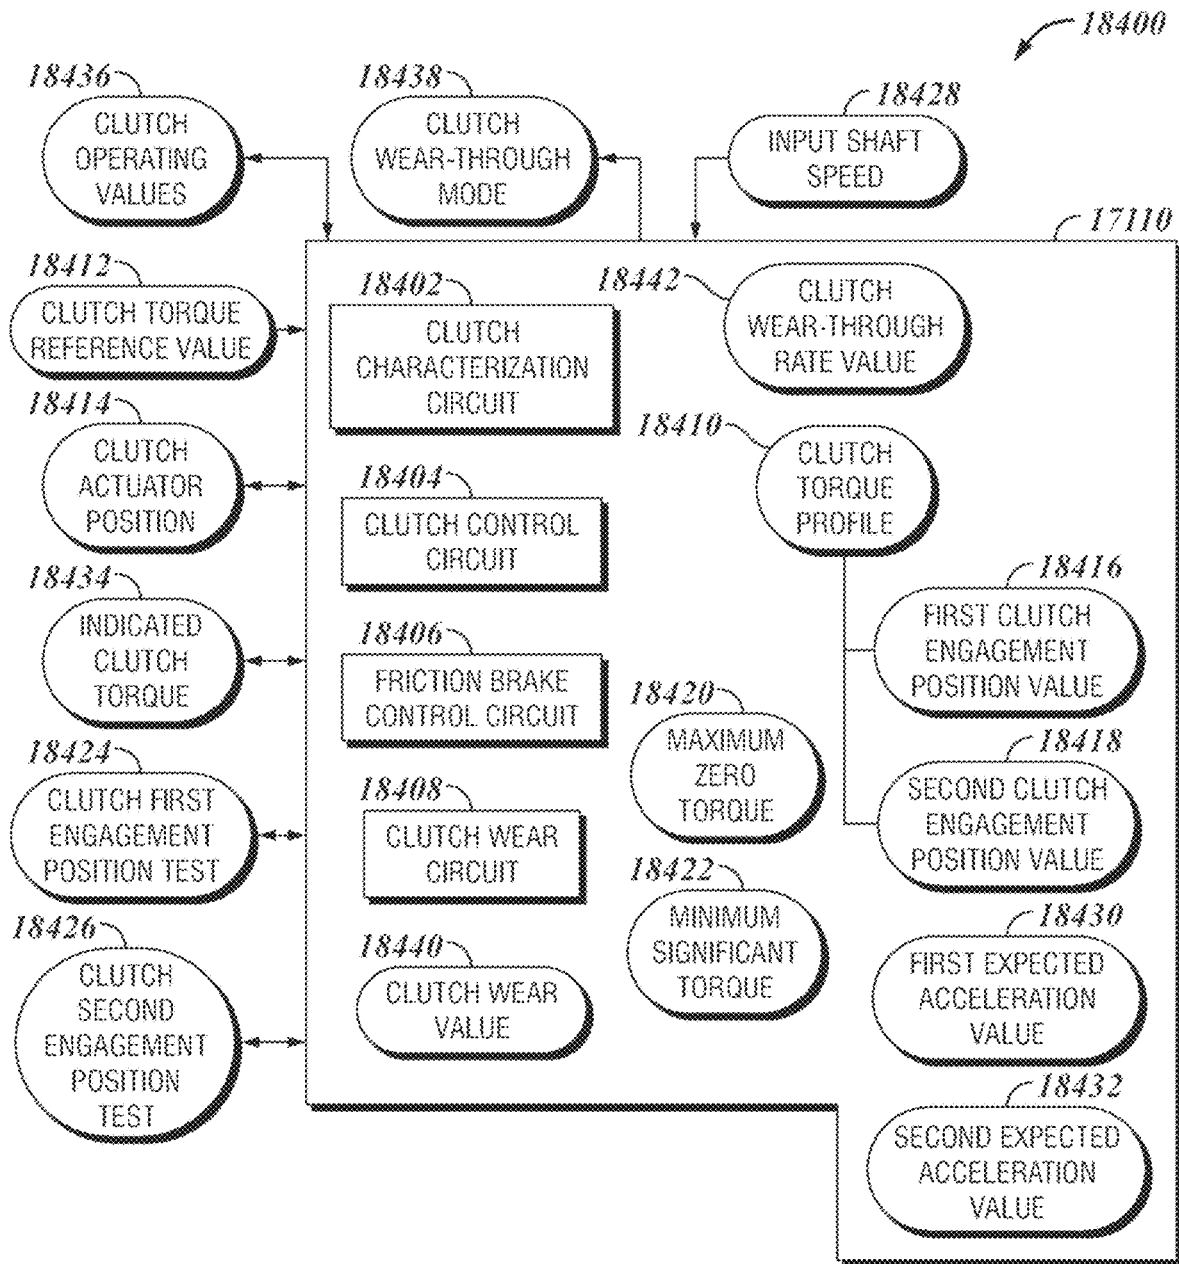 18400
18436
CLUTCH
OPERATING
VALUES
18438
CLUTCH
WEAR-THROUGH
MODE
18428
INPUT SHAFT
SPEED
17110
18412
CLUTCH TORQUE
REFERENCE VALUE
18414
CLUTCH
ACTUATOR
POSITION
18434
INDICATED
CLUTCH
TORQUE
18424
CLUTCH FIRST
ENGAGEMENT
POSITION TEST
18426
CLUTCH
SECOND
ENGAGEMENT
POSITION
TEST
18402
CLUTCH
CHARACTERIZATION
CIRCUIT
18404
CLUTCH CONTROL
CIRCUIT
18406
FRICTION BRAKE
CONTROL CIRCUIT
18408
CLUTCH WEAR
CIRCUIT
18440
CLUTCH WEAR
VALUE
18442
CLUTCH
WEAR-THROUGH
RATE VALUE
18410
CLUTCH
TORQUE
PROFILE
18420
MAXIMUM
ZERO
TORQUE
18422
MINIMUM
SIGNIFICANT
TORQUE
18416
FIRST CLUTCH
ENGAGEMENT
POSITION VALUE
18418
SECOND CLUTCH
ENGAGEMENT
POSITION VALUE
18430
FIRST EXPECTED
ACCELERATION
VALUE
18432
SECOND EXPECTED
ACCELERATION
VALUE